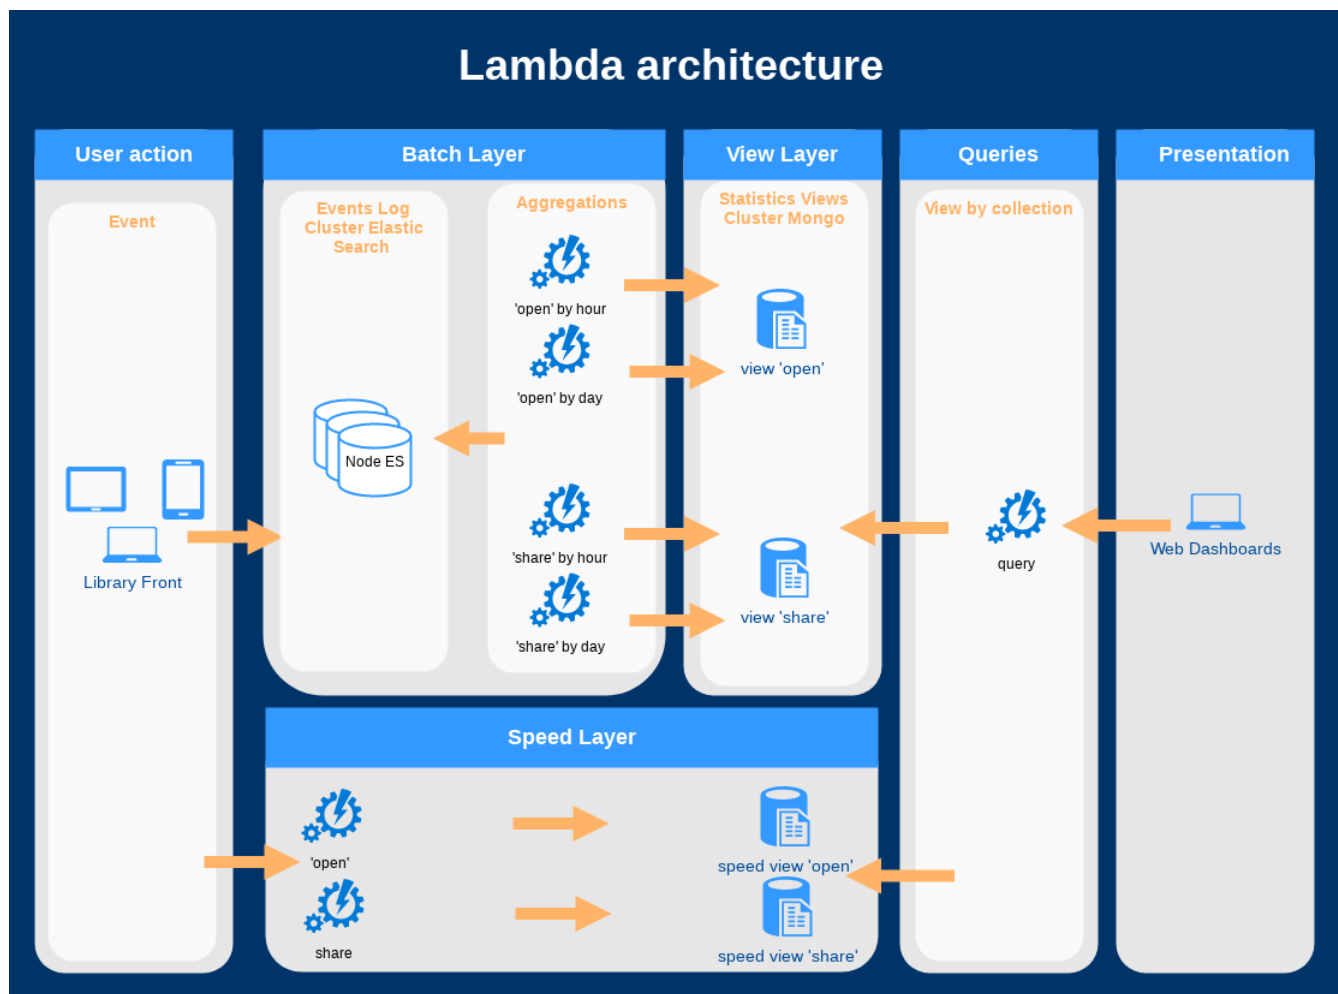 Lambda architecture
User action
Batch Layer
View Layer
Queries
Presentation
Event
Events Log
Cluster Elastic
Search
Aggregations
Statistics Views
Cluster Mongo
View by collection
'open' by hour
'open' by day
view 'open'
Node ES
'share' by hour
'share' by day
view 'share'
Library Front
query
Web Dashboards
Speed Layer
'open'
speed view 'open'
share
speed view 'share'